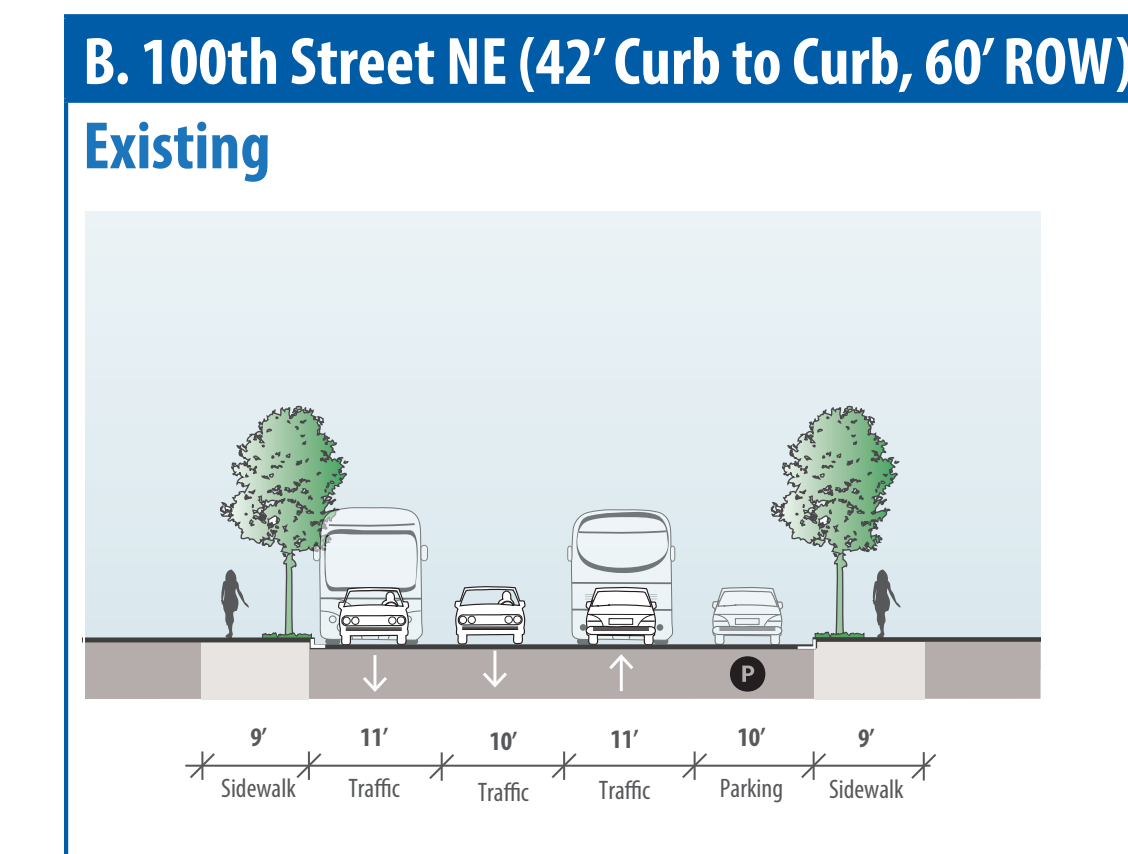 B. 100th Street NE (42’ Curb to Curb, 60’ ROW)
Existing
P
9’ 11’ 10’ 11’ 10’ 9’
Sidewalk Traffic Traffic Traffic Parking Sidewalk